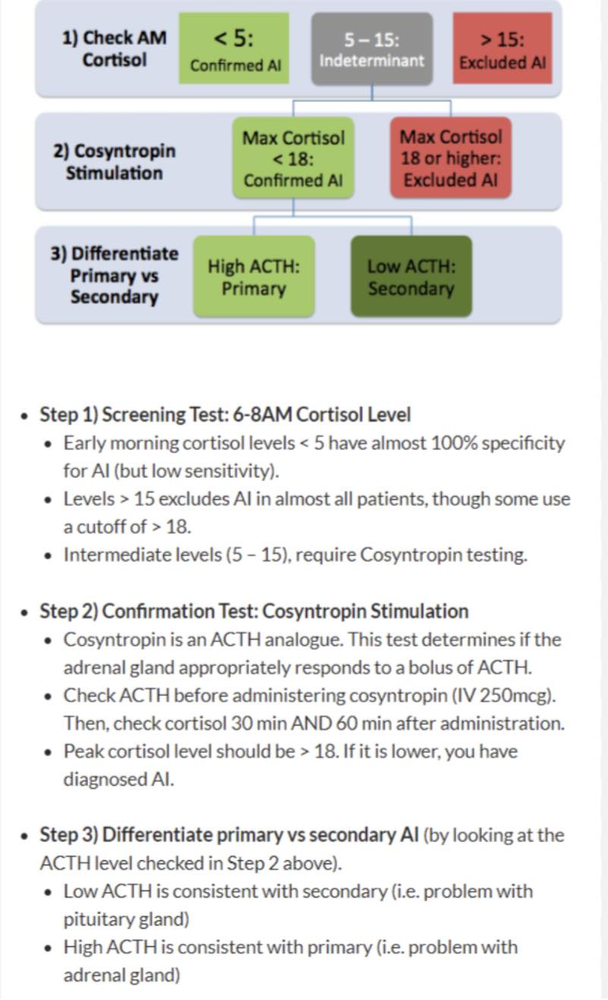 1) Check AM
Cortisol
< 5:
Confirmed AI
5 – 15:
Indeterminant
> 15:
Excluded AI
2) Cosyntropin
Stimulation
Max Cortisol
< 18:
Confirmed AI
Max Cortisol
18 or higher:
Excluded AI
3) Differentiate
Primary vs
Secondary
High ACTH:
Primary
Low ACTH:
Secondary
• Step 1) Screening Test: 6-8AM Cortisol Level
• Early morning cortisol levels < 5 have almost 100% specificity
for AI (but low sensitivity).
• Levels > 15 excludes AI in almost all patients, though some use
a cutoff of > 18.
• Intermediate levels (5 – 15), require Cosyntropin testing.
• Step 2) Confirmation Test: Cosyntropin Stimulation
• Cosyntropin is an ACTH analogue. This test determines if the
adrenal gland appropriately responds to a bolus of ACTH.
• Check ACTH before administering cosyntropin (IV 250mcg).
Then, check cortisol 30 min AND 60 min after administration.
• Peak cortisol level should be > 18. If it is lower, you have
diagnosed AI.
• Step 3) Differentiate primary vs secondary AI (by looking at the
ACTH level checked in Step 2 above).
• Low ACTH is consistent with secondary (i.e. problem with
pituitary gland)
• High ACTH is consistent with primary (i.e. problem with
adrenal gland)